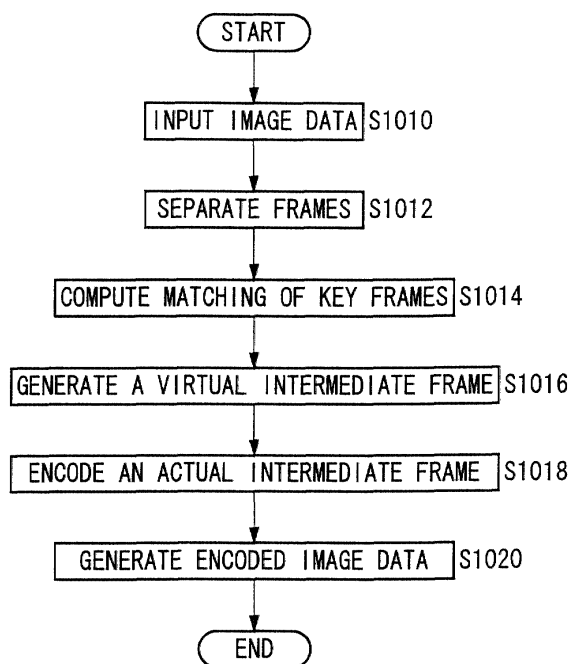 START
INPUT IMAGE DATA S1010
SEPARATE FRAMES S1012
COMPUTE MATCHING OF KEY FRAMES S1014
GENERATE A VIRTUAL INTERMEDIATE FRAME S1016
ENCODE AN ACTUAL INTERMEDIATE FRAME S1018
GENERATE ENCODED IMAGE DATA S1020
END